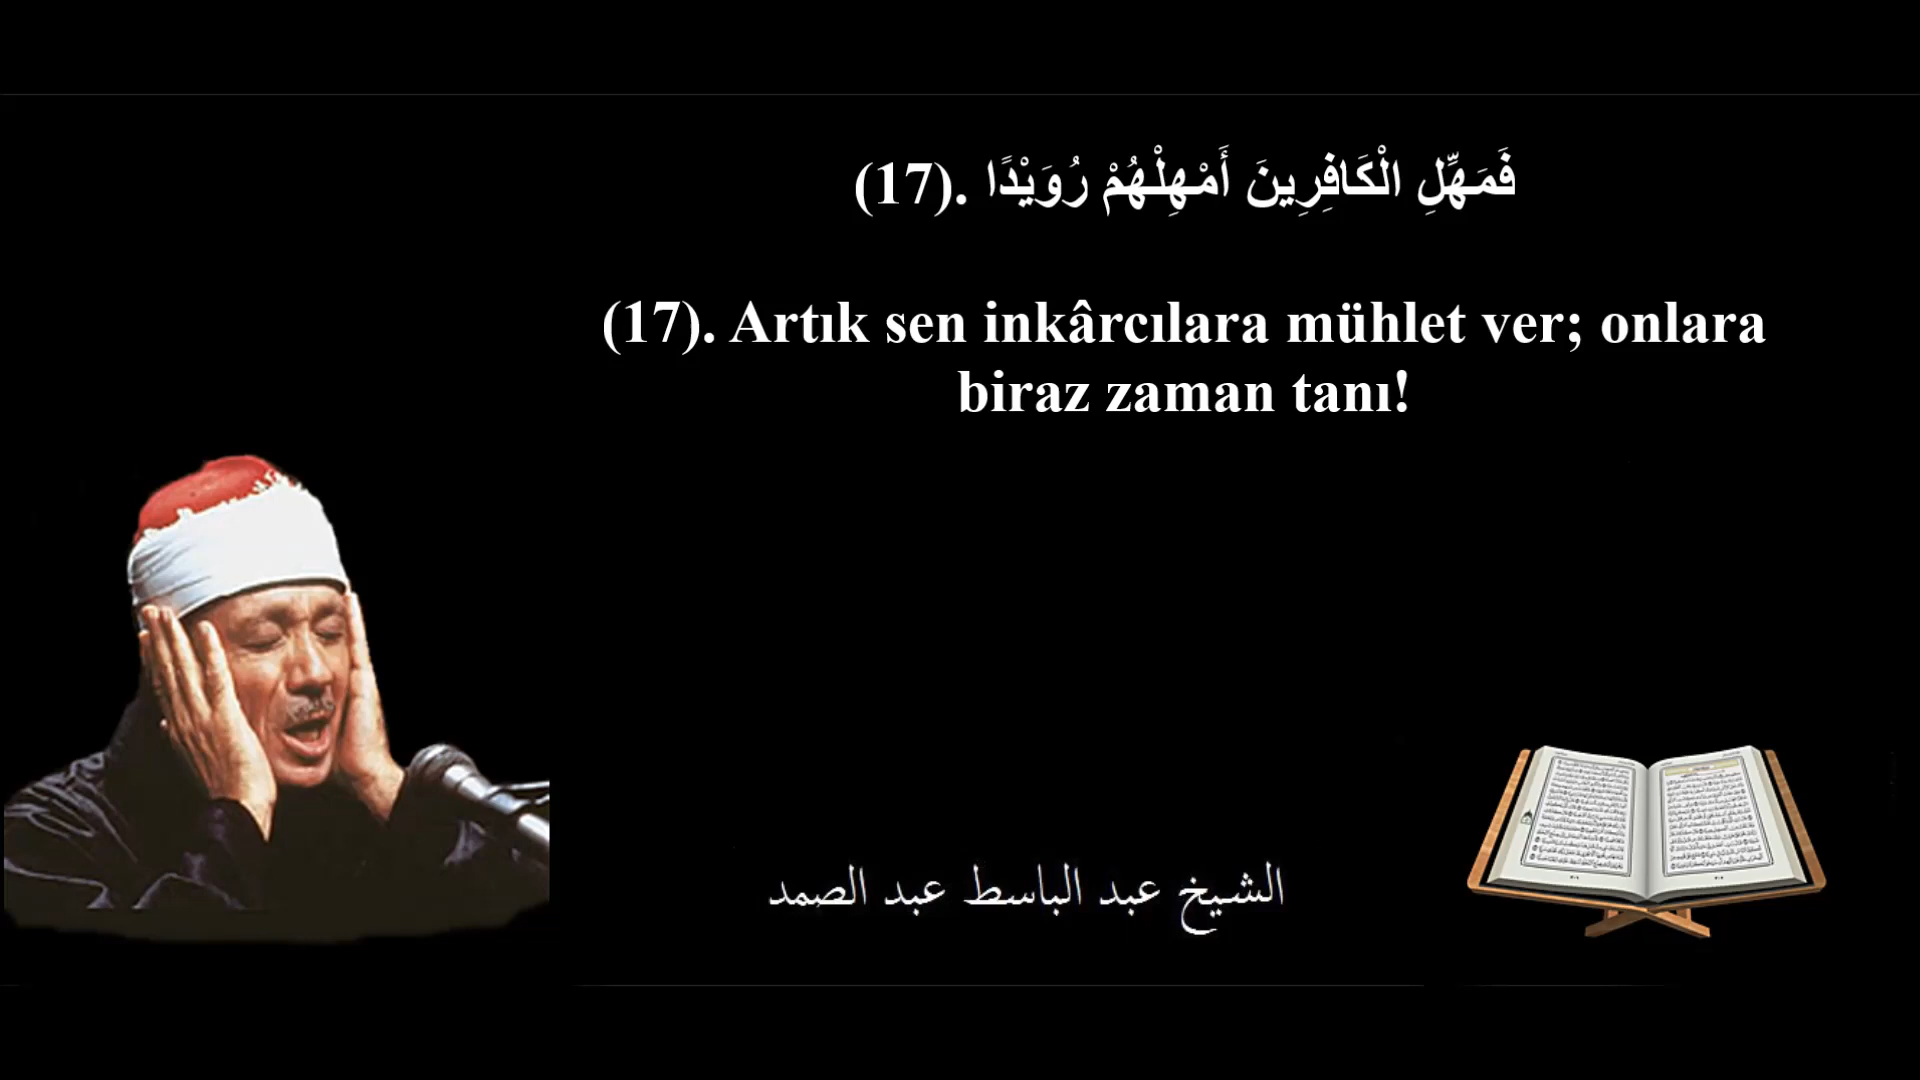 فَمَهِّلِ الْكَافِرِينَ أَمْهِلْهُمْ رُوَيْدًا .(17)
(17). Artık sen inkârcılara mühlet ver; onlara
biraz zaman tanı!
الشيخ عبد الباسط عبد الصمد